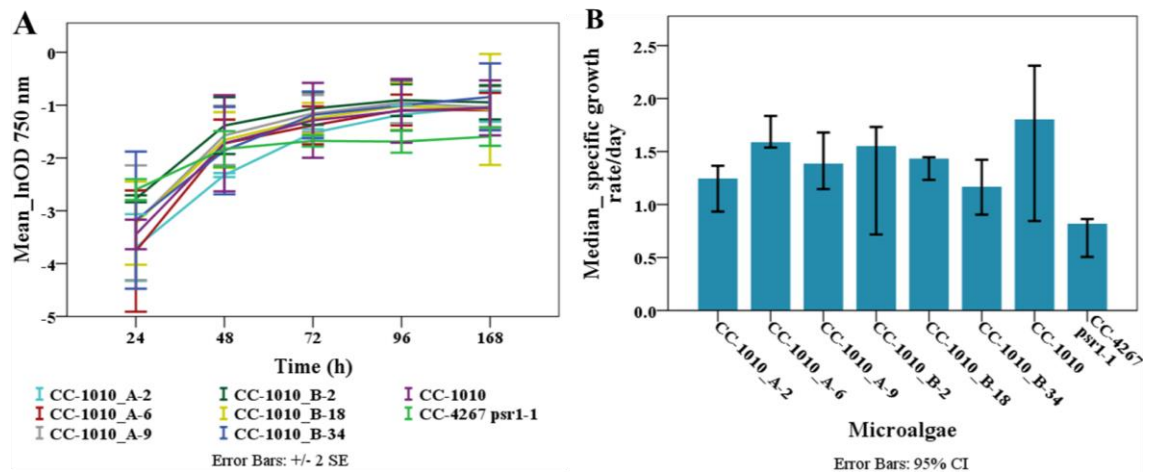 A
Mean_lnOD 750 nm
0
-1
-2
-3
-4
-5
24 48 72 96 168
Time (h)
CC-1010_A-2 CC-1010_B-2 CC-1010
CC-1010_A-6 CC-1010_B-18 CC-4267 psr1-1
CC-1010_A-9 CC-1010_B-34
Error Bars: +/- 2 SE
B
Median_ specific growth
rate/day
2.5
2.0
1.5
1.0
0.5
0.0
CC-1010_A-2
CC-1010_A-6
CC-1010_A-9
CC-1010_B-2
CC-1010_B-18
CC-1010_B-34
CC-1010
CC-4267
psr1-1
Microalgae
Error Bars: 95% CI